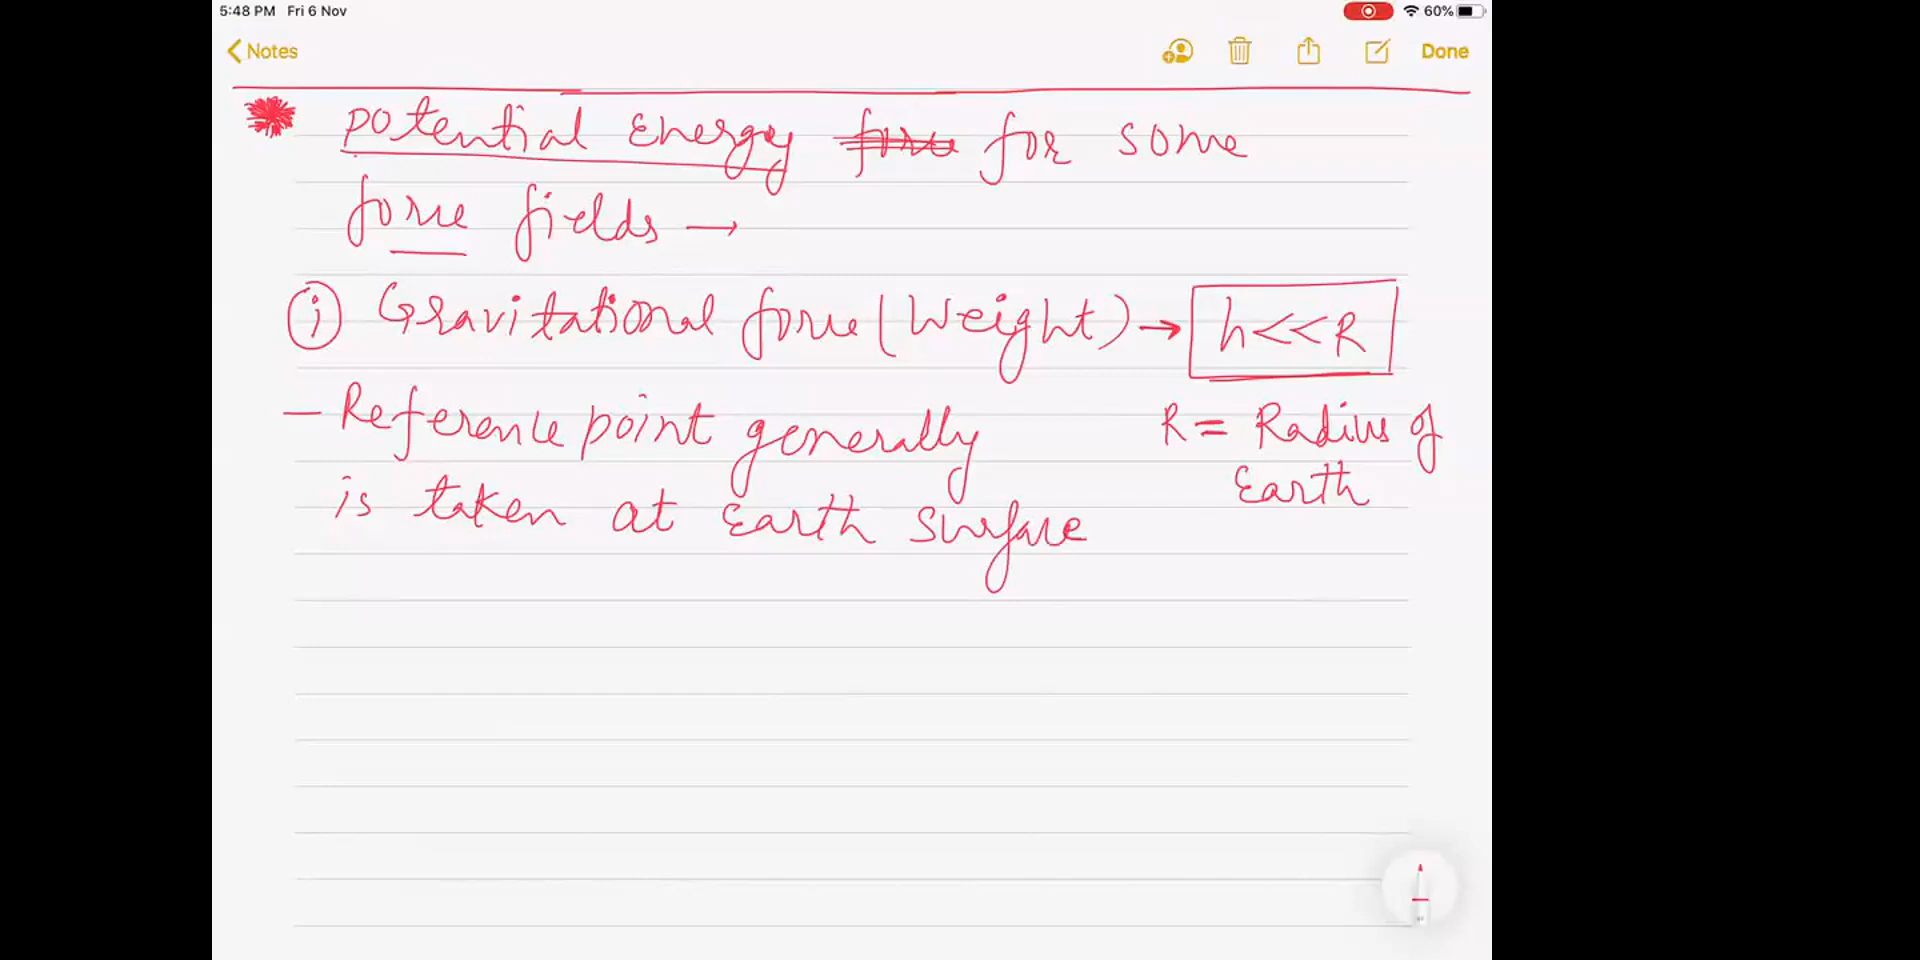 5:48 PM Fri 6 Nov 60%
Notes Done
Potential Energy force for some
force fields →
(i) Gravitational force (Weight) → h<<R
- Reference point generally R = Radius of
is taken at Earth surface Earth